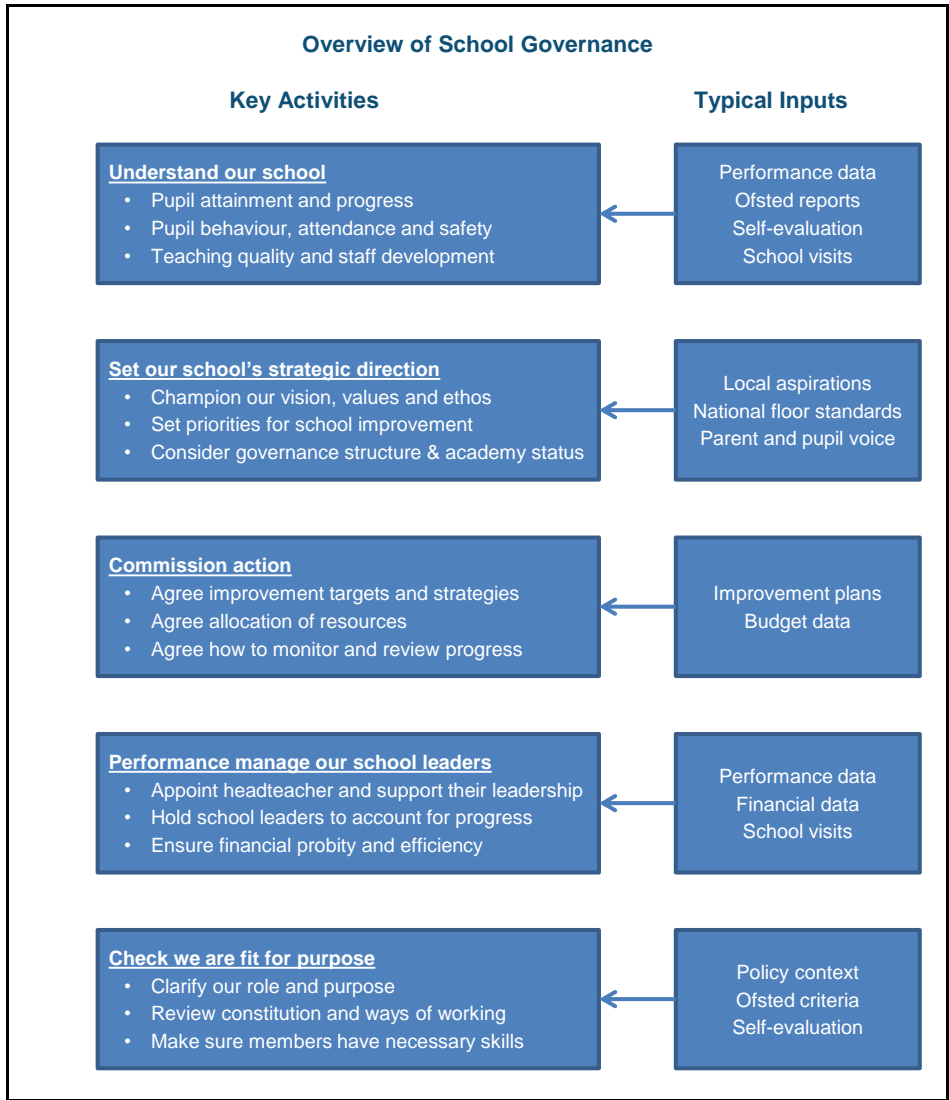 Overview of School Governance
Key Activities
Typical Inputs
Understand our school
• Pupil attainment and progress
• Pupil behaviour, attendance and safety
• Teaching quality and staff development
Performance data
Ofsted reports
Self-evaluation
School visits
Set our school’s strategic direction
• Champion our vision, values and ethos
• Set priorities for school improvement
• Consider governance structure & academy status
Local aspirations
National floor standards
Parent and pupil voice
Commission action
• Agree improvement targets and strategies
• Agree allocation of resources
• Agree how to monitor and review progress
Improvement plans
Budget data
Performance manage our school leaders
• Appoint headteacher and support their leadership
• Hold school leaders to account for progress
• Ensure financial probity and efficiency
Performance data
Financial data
School visits
Check we are fit for purpose
• Clarify our role and purpose
• Review constitution and ways of working
• Make sure members have necessary skills
Policy context
Ofsted criteria
Self-evaluation